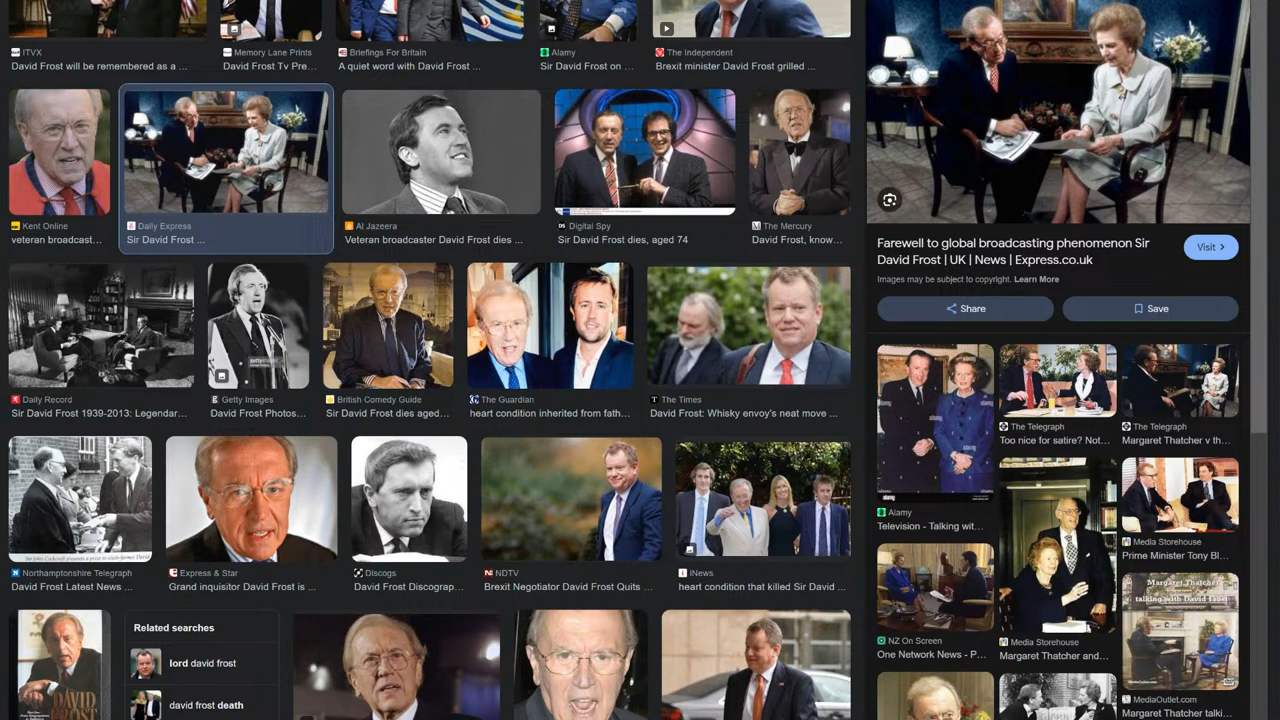 ITVX
David Frost will be remembered as a ...
Memory Lane Prints
David Frost Tv Pre...
Briefings For Britain
A quiet word with David Frost ...
Alamy
Sir David Frost on ...
The Independent
Brexit minister David Frost grilled ...
Kent Online
veteran broadcast...
Daily Express
Sir David Frost ...
Al Jazeera
Veteran broadcaster David Frost dies ...
Digital Spy
Sir David Frost dies, aged 74
The Mercury
David Frost, know...
Daily Record
Sir David Frost 1939-2013: Legendar...
gettyimages
Getty Images
David Frost Photos...
British Comedy Guide
Sir David Frost dies aged...
The Guardian
heart condition inherited from fath...
The Times
David Frost: Whisky envoy's neat move ...
Northamptonshire Telegraph
David Frost Latest News ...
Express & Star
Grand inquisitor David Frost is ...
Discogs
David Frost Discograp...
NDTV
Brexit Negotiator David Frost Quits ...
iNews
heart condition that killed Sir David ...
DAVID
FROST
Related searches
lord david frost
david frost death
Farewell to global broadcasting phenomenon Sir
David Frost | UK | News | Express.co.uk
Visit
Images may be subject to copyright. Learn More
Share
Save
alamy
Alamy
Television - Talking wit...
The Telegraph
Too nice for satire? Not...
The Telegraph
Margaret Thatcher v th...
Media Storehouse
Prime Minister Tony Bl...
NZ On Screen
One Network News - P...
Media Storehouse
Margaret Thatcher and...
Margaret Thatcher
talking with David Frost
MediaOutlet.com
Margaret Thatcher talki...